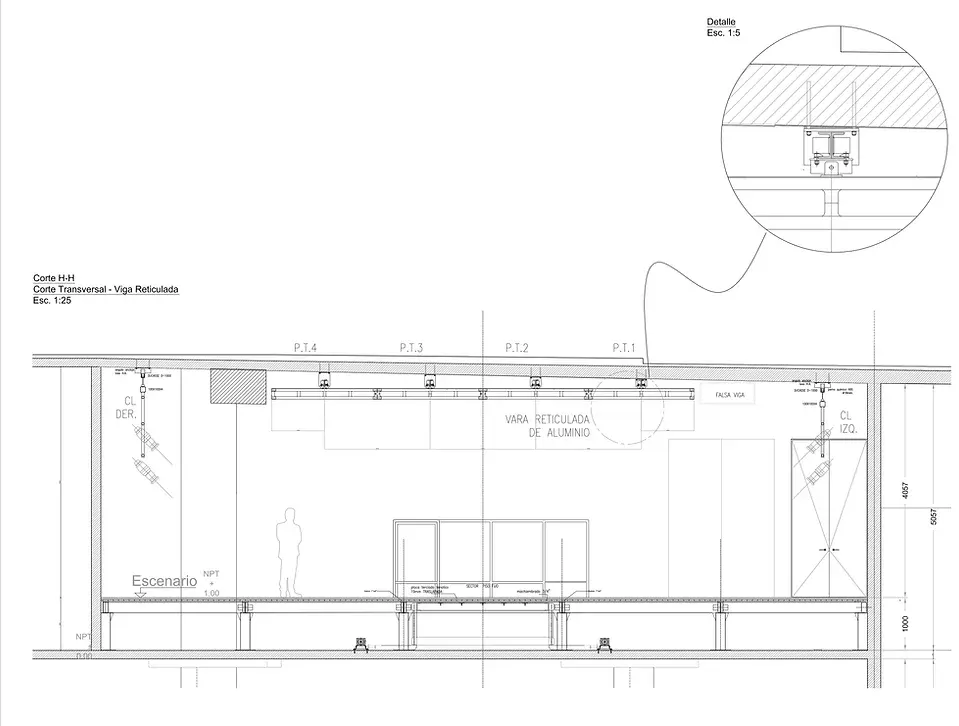 Detalle
Esc. 1:5
Corte H-H
Corte Transversal - Viga Reticulada
Esc. 1:25
P.T.4
P.T.3
P.T.2
P.T.1
CL
DER.
VARA RETICULADA
DE ALUMINIO
FALSA VIGA
CL
IZQ.
4057
5057
Escenario
NPT
+
1:00
SECTOR
1000
NPT
+
0:00